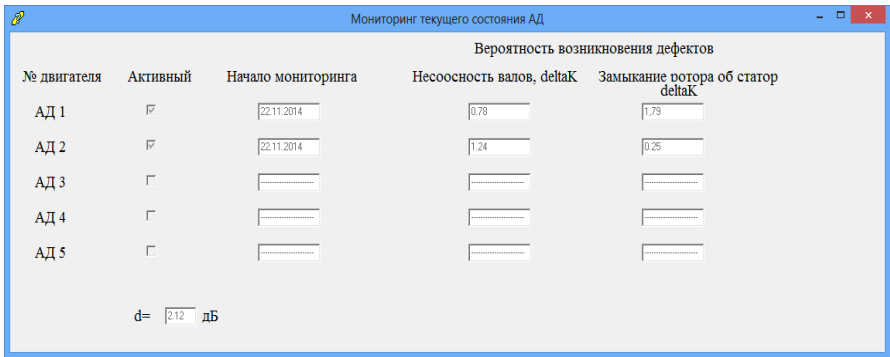 Мониторинг текущего состояния АД
Вероятность возникновения дефектов
№ двигателя Активный Начало мониторинга Несоосность валов, deltaK Замыкание ротора об статор
deltaK
АД 1 22.11.2014 0.78 1,79
АД 2 22.11.2014 1.24 0.25
АД 3 --------------------- --------------------- ---------------------
АД 4 --------------------- --------------------- ---------------------
АД 5 --------------------- --------------------- ---------------------
d= 2.12 дБ